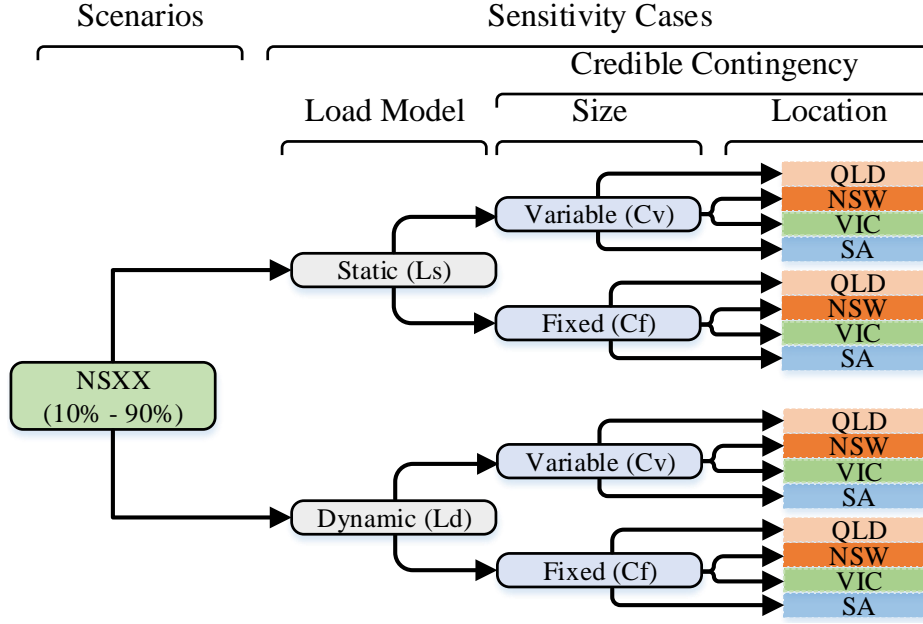 Scenarios
Sensitivity Cases
Credible Contingency
Load Model
Size
Location
QLD
NSW
Variable (Cv)
VIC
SA
Static (Ls)
QLD
NSW
Fixed (Cf)
VIC
SA
NSXX
(10% - 90%)
QLD
NSW
Variable (Cv)
VIC
SA
Dynamic (Ld)
QLD
NSW
Fixed (Cf)
VIC
SA